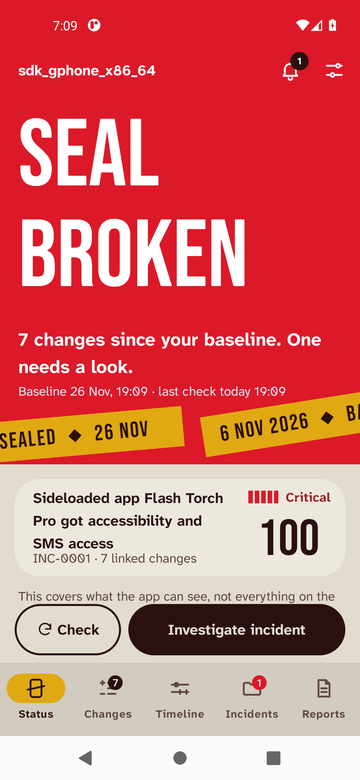 7:09
sdk_gphone_x86_64
1
SEAL
BROKEN
7 changes since your baseline. One
needs a look.
Baseline 26 Nov, 19:09 · last check today 19:09
SEALED ◆ 26 NOV
6 NOV 2026 ◆ BA
Sideloaded app Flash Torch
Pro got accessibility and
SMS access
INC-0001 · 7 linked changes
Critical
100
This covers what the app can see, not everything on the
Check
Investigate incident
7
1
Status
Changes
Timeline
Incidents
Reports